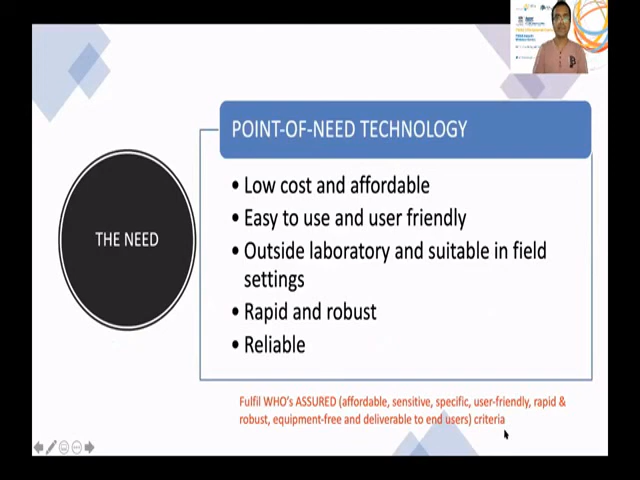 POINT-OF-NEED TECHNOLOGY
THE NEED
• Low cost and affordable
• Easy to use and user friendly
• Outside laboratory and suitable in field
settings
• Rapid and robust
• Reliable
Fulfil WHO's ASSURED (affordable, sensitive, specific, user-friendly, rapid &
robust, equipment-free and deliverable to end users) criteria